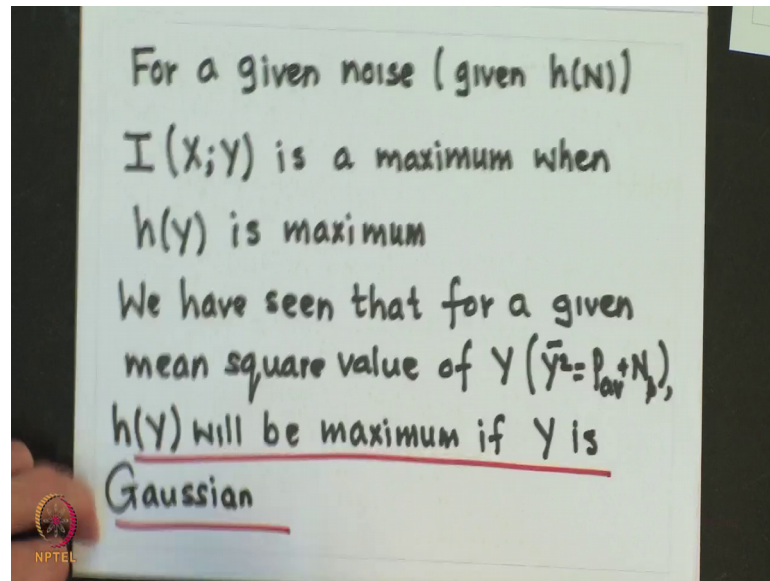 For a given noise (given h(N))
I(X;Y) is a maximum when
h(Y) is maximum
We have seen that for a given
mean square value of Y (y̅²=Pav+Np),
h(Y) will be maximum if Y is
Gaussian
NPTEL